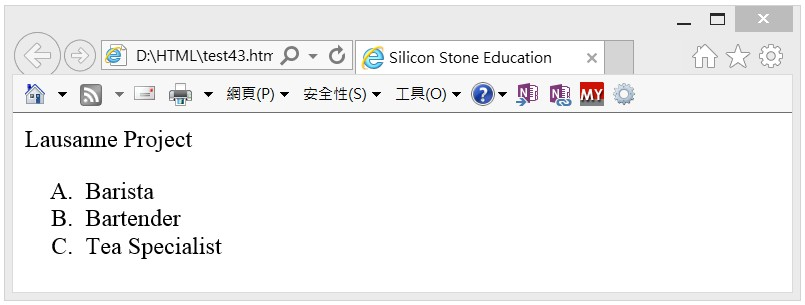 D:\HTML\test43.htm
Silicon Stone Education
網頁(P) 安全性(S) 工具(O) MY
Lausanne Project
A. Barista
B. Bartender
C. Tea Specialist